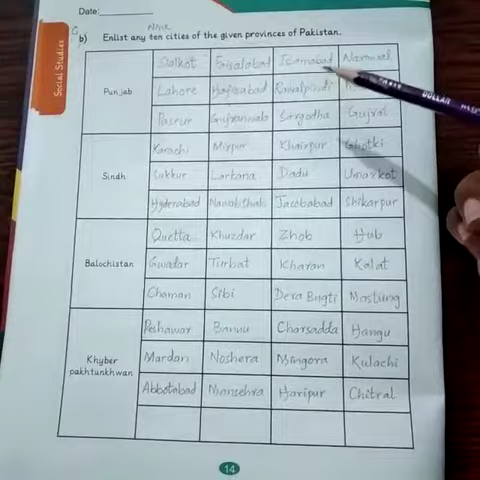 Date:
Name
C b) Enlist any ten cities of the given provinces of Pakistan.
Social Studies
Sialkot Faisalabad Islamabad Narowal
Punjab Lahore Hafizabad Rawalpindi
Pasrur Gujranwala Sargodha Gujrat
Karachi Mirpur Khairpur Ghotki
Sindh Sukkur Larkana Dadu Umarkot
Hyderabad Nawabshah Jacobabad Shikarpur
Quetta Khuzdar Zhob Hub
Balochistan Gwadar Turbat Kharan Kalat
Chaman Sibi Dera Bugti Mastung
Peshawar Bannu Charsadda Hangu
Khyber pakhtunkhwan Mardan Noshera Mingora Kulachi
Abbotabad Mansehra Haripur Chitral
DOLLAR
14